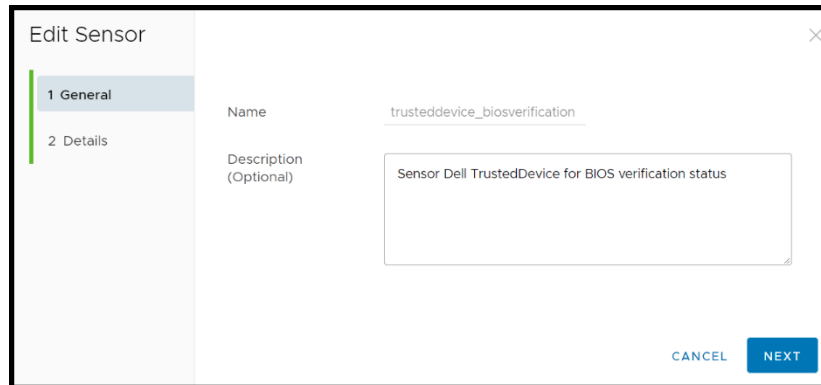 Edit Sensor
1 General
2 Details
Name
trusteddevice_biosverification
Description
(Optional)
Sensor Dell TrustedDevice for BIOS verification status
CANCEL
NEXT